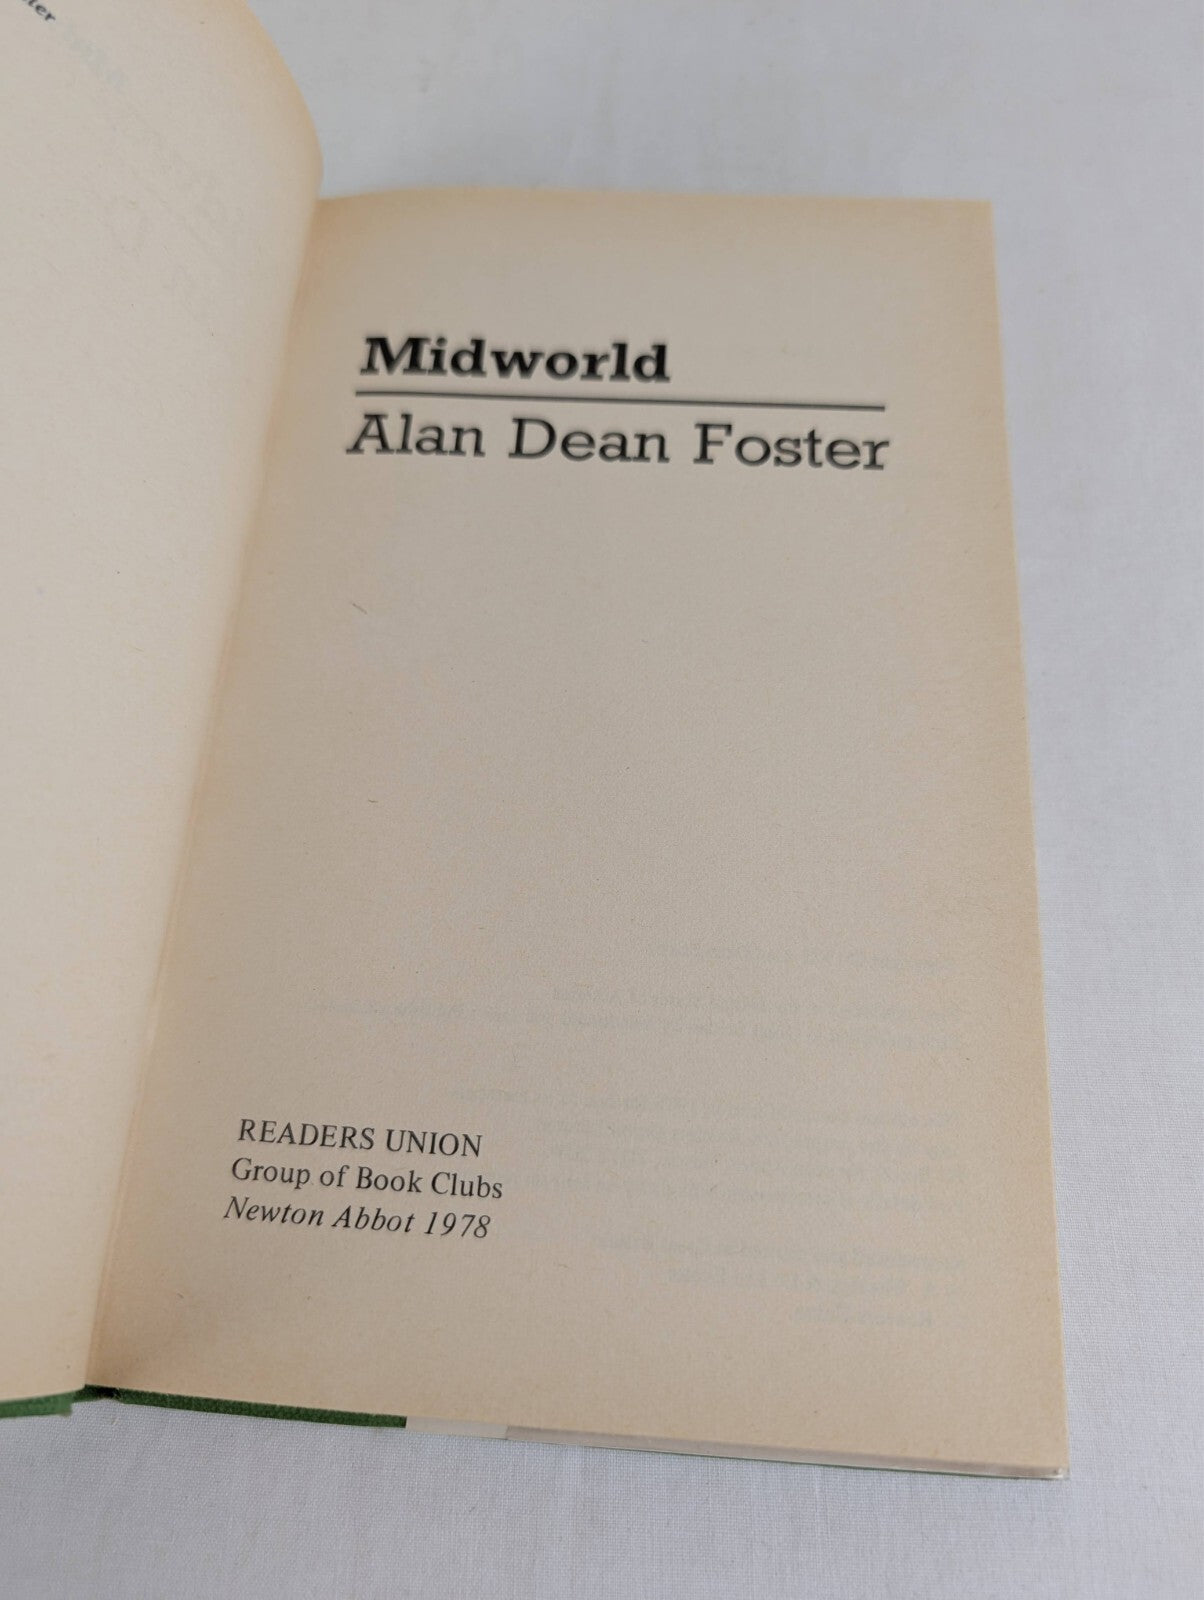 Midworld
Alan Dean Foster
READERS UNION
Group of Book Clubs
Newton Abbot 1978